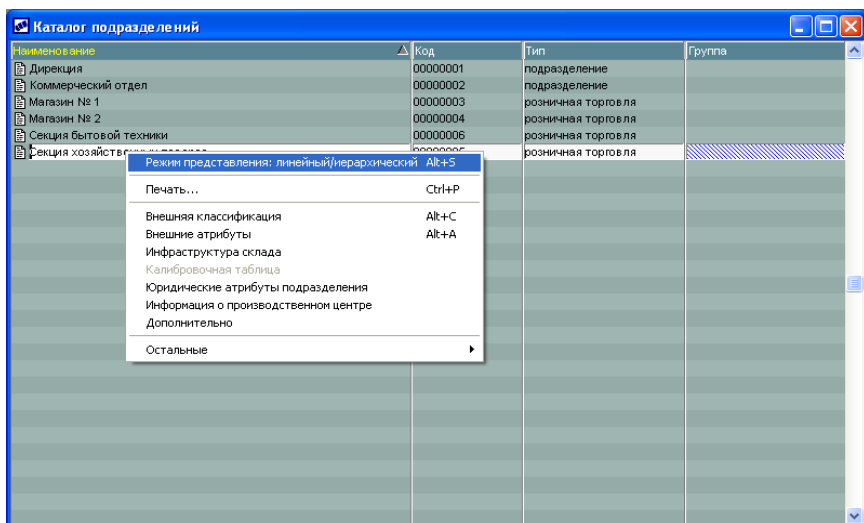 Каталог подразделений
Наименование Код Тип Группа
Дирекция 00000001 подразделение
Коммерческий отдел 00000002 подразделение
Магазин № 1 00000003 розничная торговля
Магазин № 2 00000004 розничная торговля
Секция бытовой техники 00000006 розничная торговля
Секция розничная торговля
Режим представления: линейный/иерархический Alt+S
Печать... Ctrl+P
Внешняя классификация Alt+C
Внешние атрибуты Alt+A
Инфраструктура склада
Калибровочная таблица
Юридические атрибуты подразделения
Информация о производственном центре
Дополнительно
Остальные